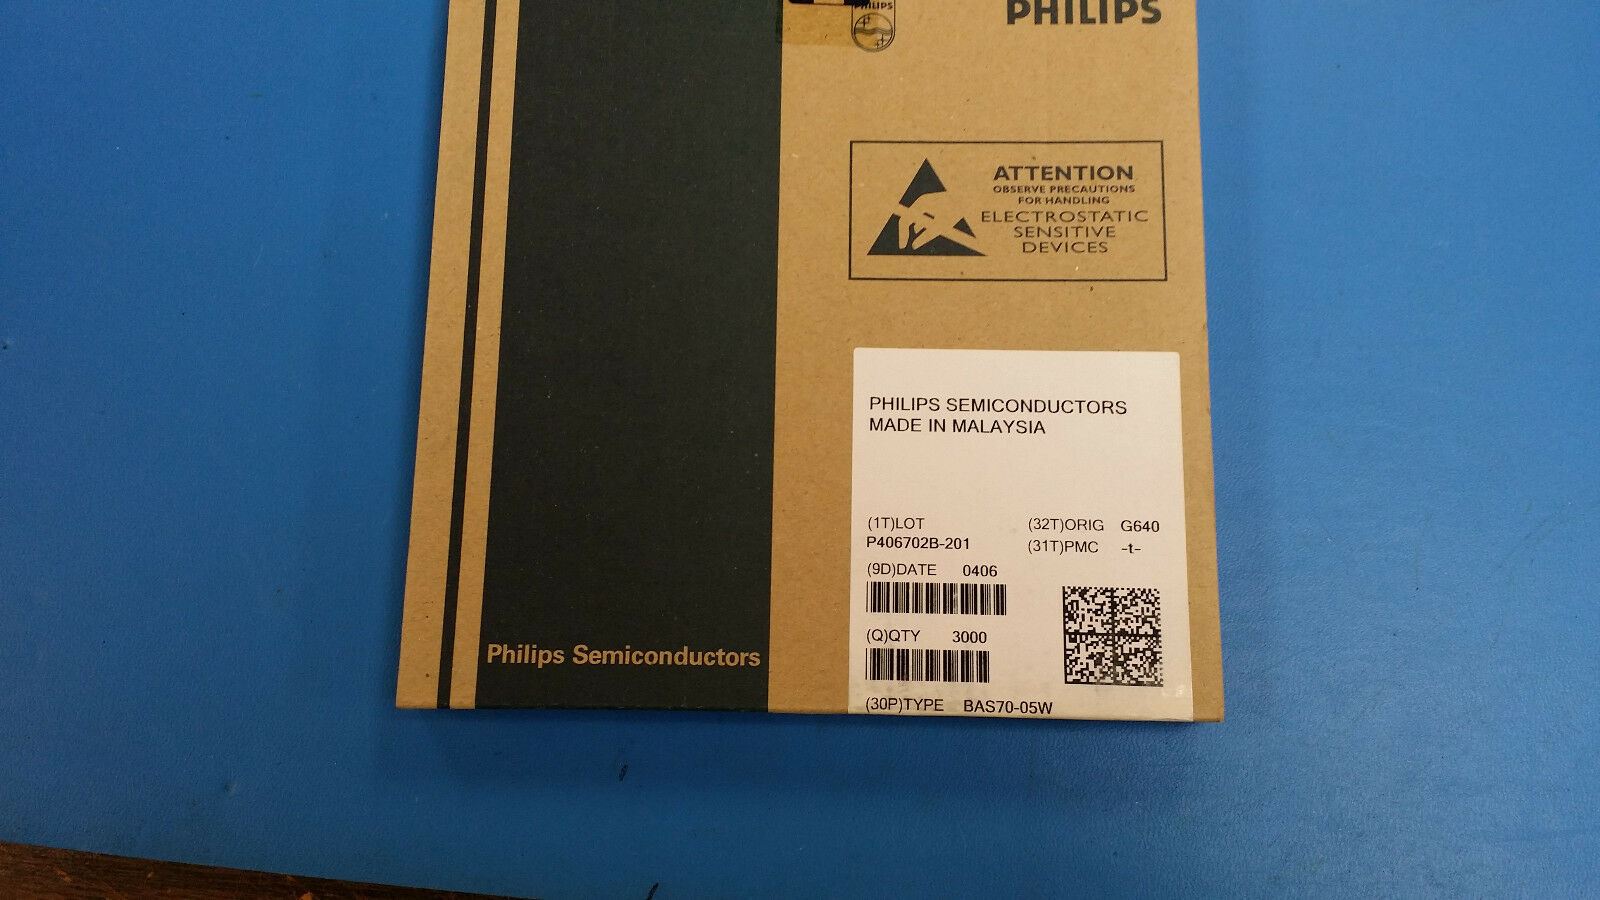 PHILIPS
PHILIPS
ATTENTION
OBSERVE PRECAUTIONS
FOR HANDLING
ELECTROSTATIC
SENSITIVE
DEVICES
PHILIPS SEMICONDUCTORS
MADE IN MALAYSIA
(1T)LOT
P406702B-201
(32T)ORIG G640
(31T)PMC -t-
(9D)DATE 0406
(Q)QTY 3000
(30P)TYPE BAS70-05W
Philips Semiconductors